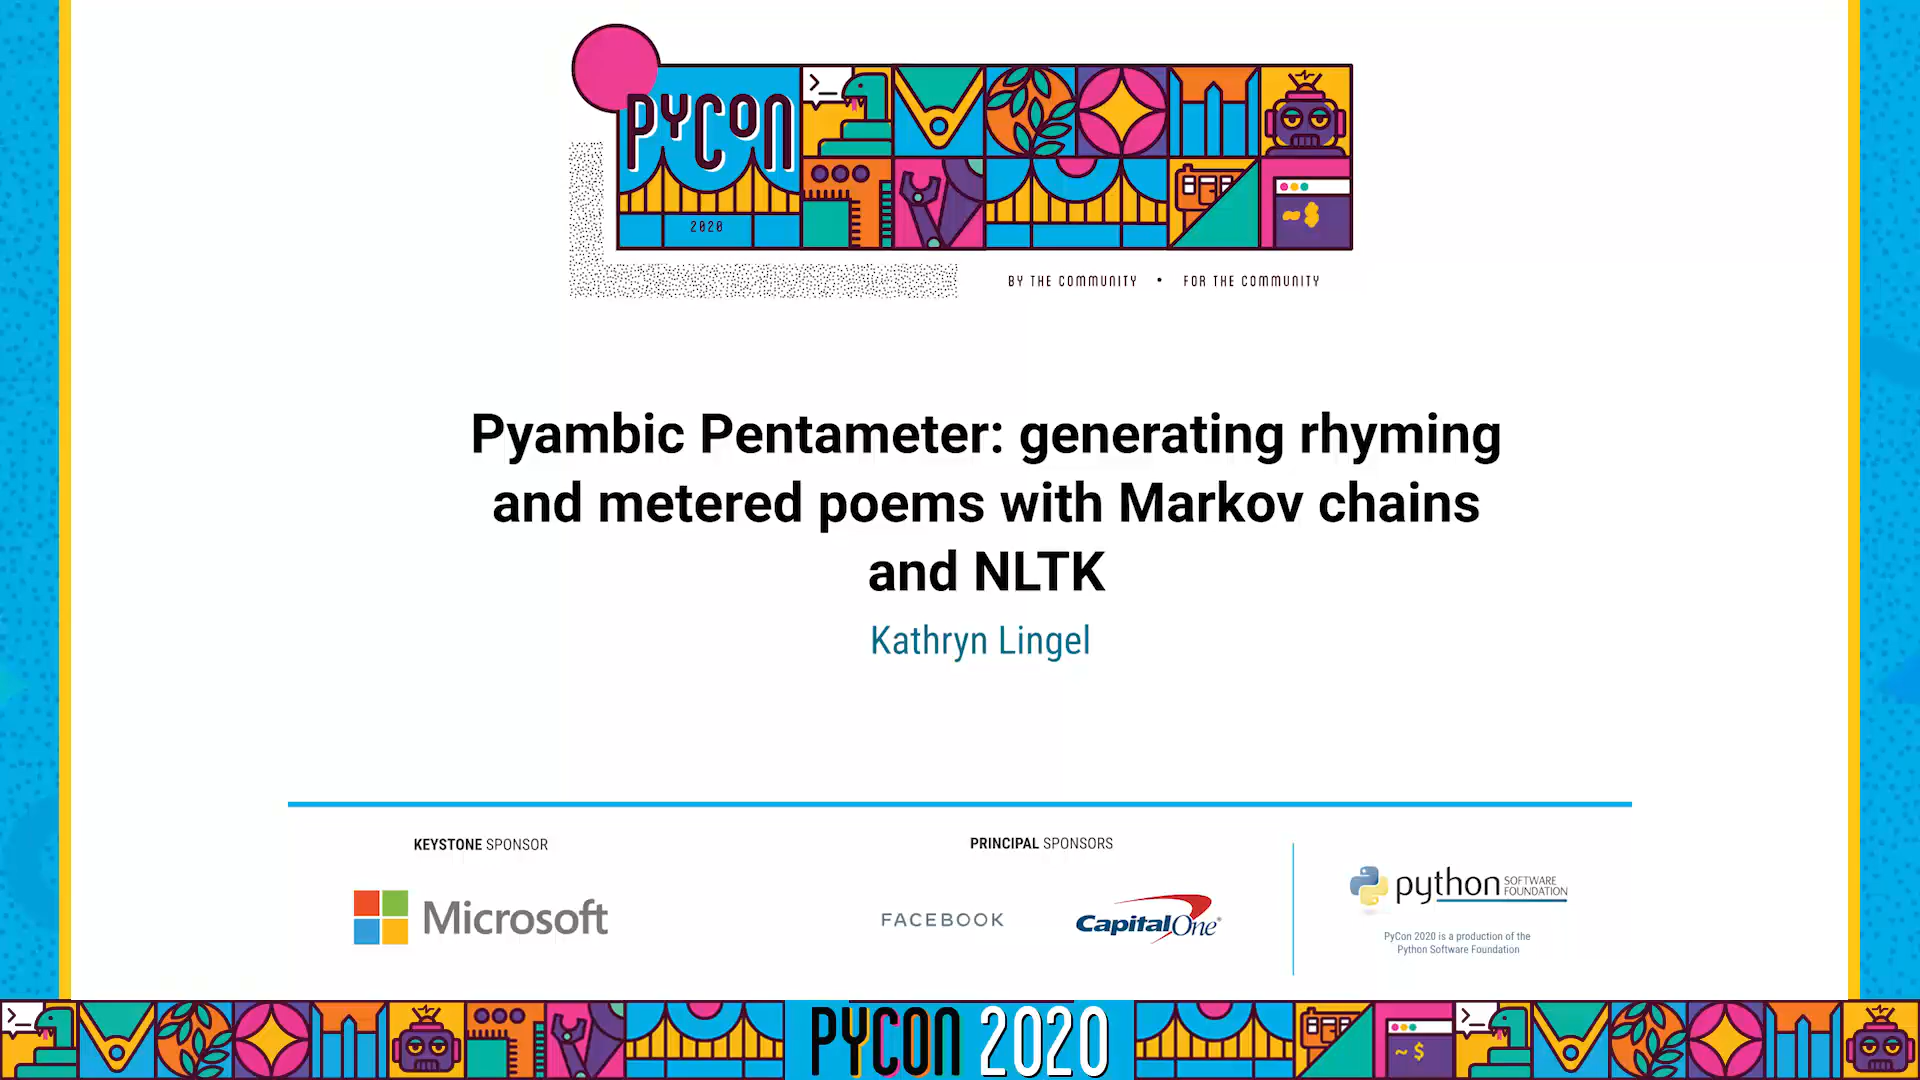 PYCON
2020
~$
BY THE COMMUNITY • FOR THE COMMUNITY
Pyambic Pentameter: generating rhyming
and metered poems with Markov chains
and NLTK
Kathryn Lingel
KEYSTONE SPONSOR
Microsoft
PRINCIPAL SPONSORS
FACEBOOK
CapitalOne®
python SOFTWARE
FOUNDATION
PyCon 2020 is a production of the
Python Software Foundation
PYCON 2020
~$